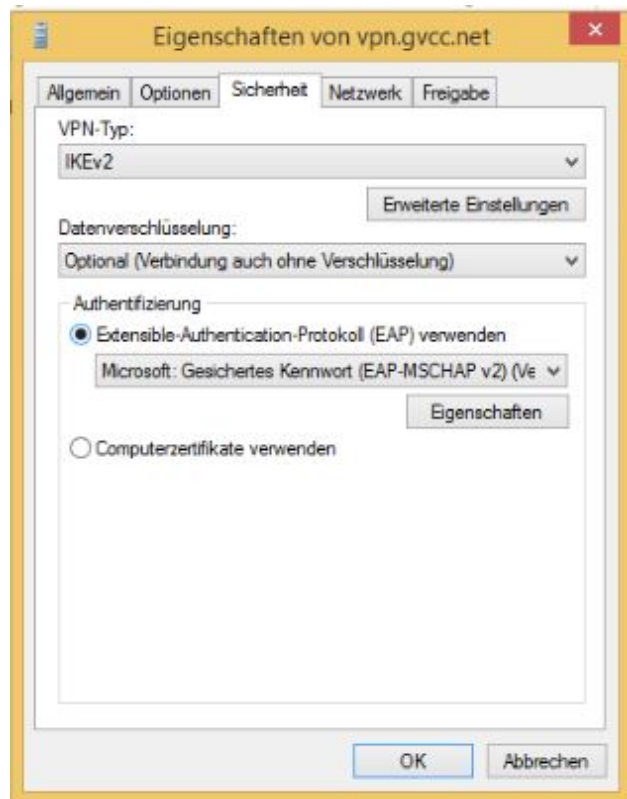 Eigenschaften von vpn.gvcc.net
Allgemein Optionen Sicherheit Netzwerk Freigabe
VPN-Typ:
IKEv2
Erweiterte Einstellungen
Datenverschlüsselung:
Optional (Verbindung auch ohne Verschlüsselung)
Authentifizierung
Extensible-Authentication-Protokoll (EAP) verwenden
Microsoft: Gesichertes Kennwort (EAP-MSCHAP v2) (Ve
Eigenschaften
Computerzertifikate verwenden
OK Abbrechen